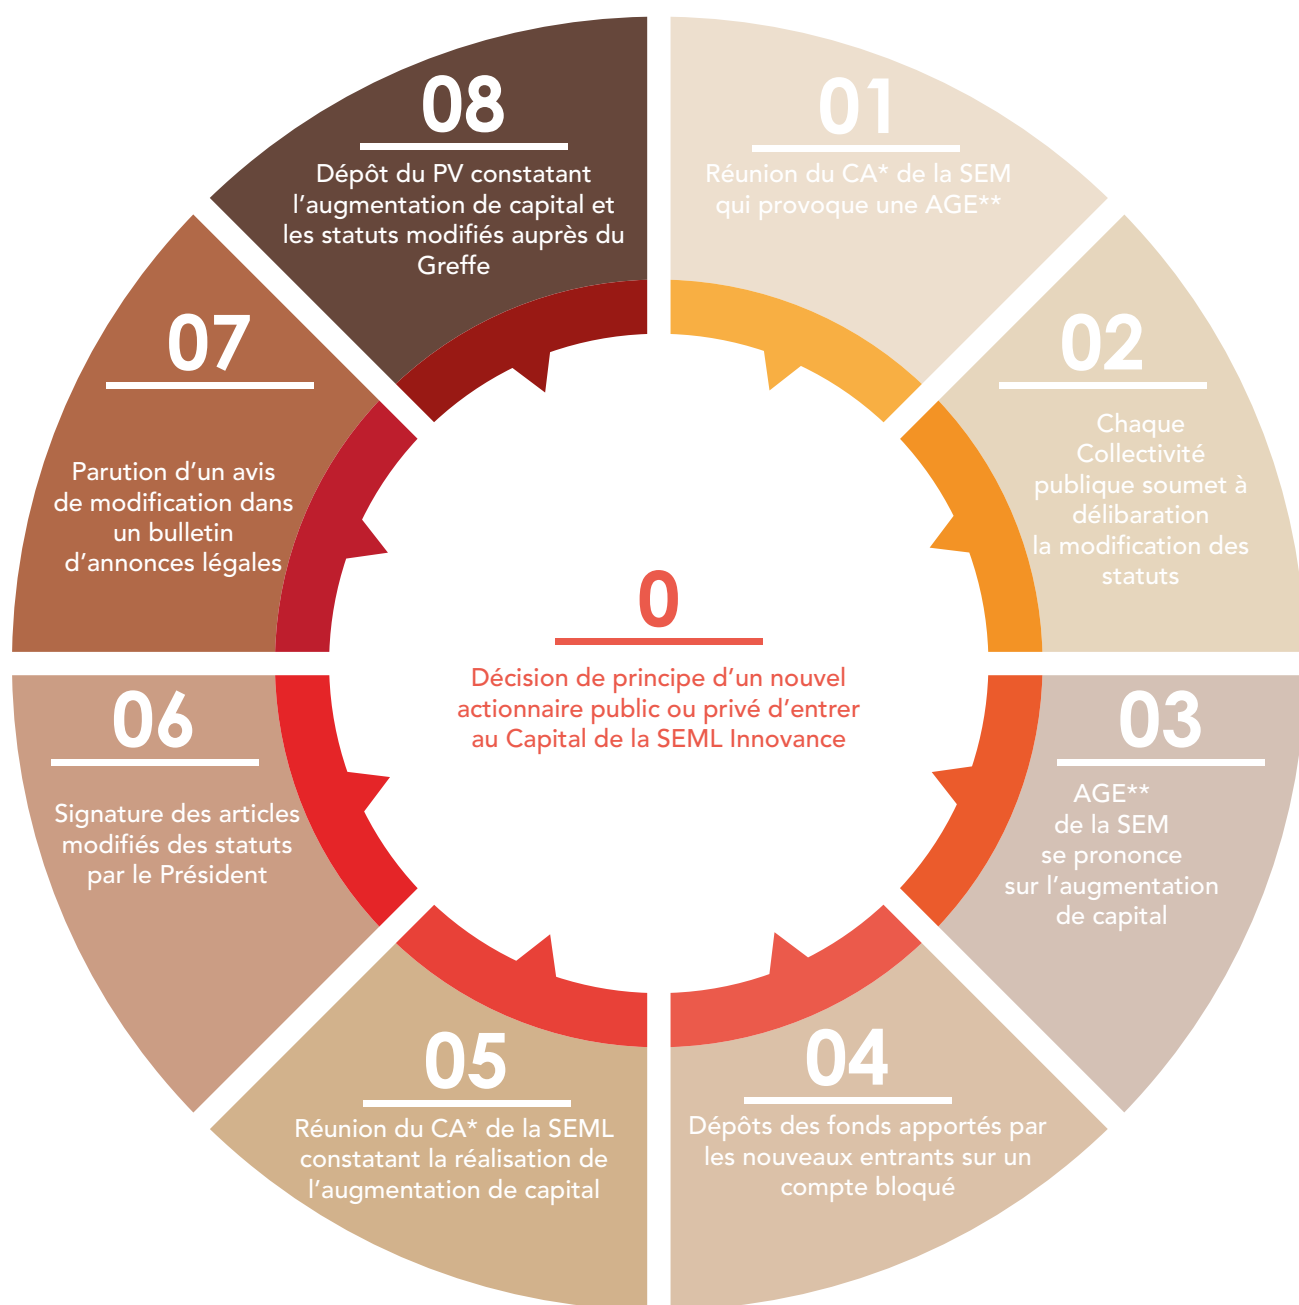 0
Décision de principe d'un nouvel
actionnaire public ou privé d'entrer
au Capital de la SEML Innovance
01
Réunion du CA* de la SEM
qui provoque une AGE**
02
Chaque
Collectivité
publique soumet à
délibaration
la modification des
statuts
03
AGE**
de la SEM
se prononce
sur l'augmentation
de capital
04
Dépôts des fonds apportés par
les nouveaux entrants sur un
compte bloqué
05
Réunion du CA* de la SEML
constatant la réalisation de
l'augmentation de capital
06
Signature des articles
modifiés des statuts
par le Président
07
Parution d'un avis
de modification dans
un bulletin
d'annonces légales
08
Dépôt du PV constatant
l'augmentation de capital et
les statuts modifiés auprès du
Greffe